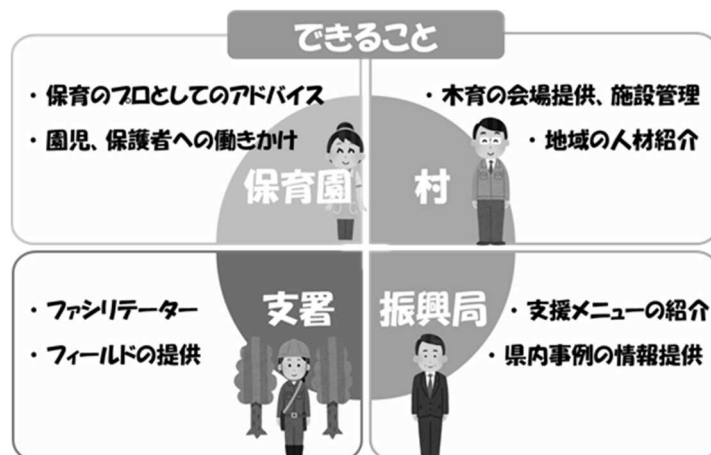 できること
・保育のプロとしてのアドバイス
・園児、保護者への働きかけ
保育園
・木育の会場提供、施設管理
・地域の人材紹介
村
・ファシリテーター
・フィールドの提供
支署
・支援メニューの紹介
・県内事例の情報提供
振興局